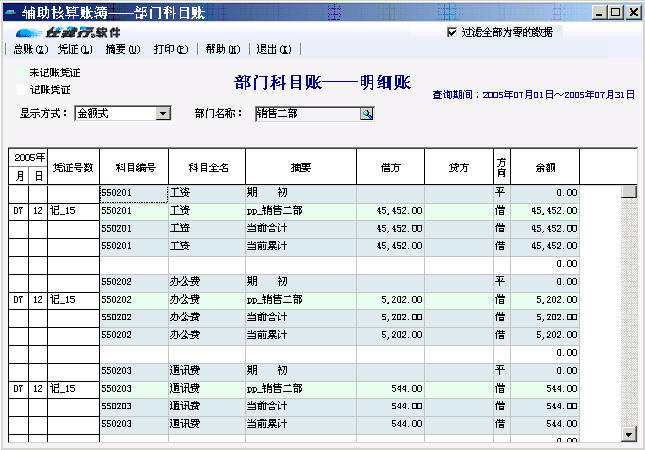 辅助核算账簿——部门科目账
软件
过滤全部为零的数据
总账(Z) 凭证(L) 摘要(U) 打印(P) 帮助(H) 退出(X)
未记账凭证
记账凭证
部门科目账——明细账
查询期间：2005年07月01日～2005年07月31日
显示方式： 金额式 部门名称： 销售二部
2005年 凭证号数 科目编号 科目全名 摘要 借方 贷方 方向 余额
月 日
550201 工资 期 初 平 0.00
07 12 记_15 550201 工资 pp_销售二部 45,452.00 借 45,452.00
550201 工资 当前合计 45,452.00 借 45,452.00
550201 工资 当前累计 45,452.00 借 45,452.00
0.00
550202 办公费 期 初 平 0.00
07 12 记_15 550202 办公费 pp_销售二部 5,202.00 借 5,202.00
550202 办公费 当前合计 5,202.00 借 5,202.00
550202 办公费 当前累计 5,202.00 借 5,202.00
0.00
550203 通讯费 期 初 平 0.00
07 12 记_15 550203 通讯费 pp_销售二部 544.00 借 544.00
550203 通讯费 当前合计 544.00 借 544.00
550203 通讯费 当前累计 544.00 借 544.00
0.00